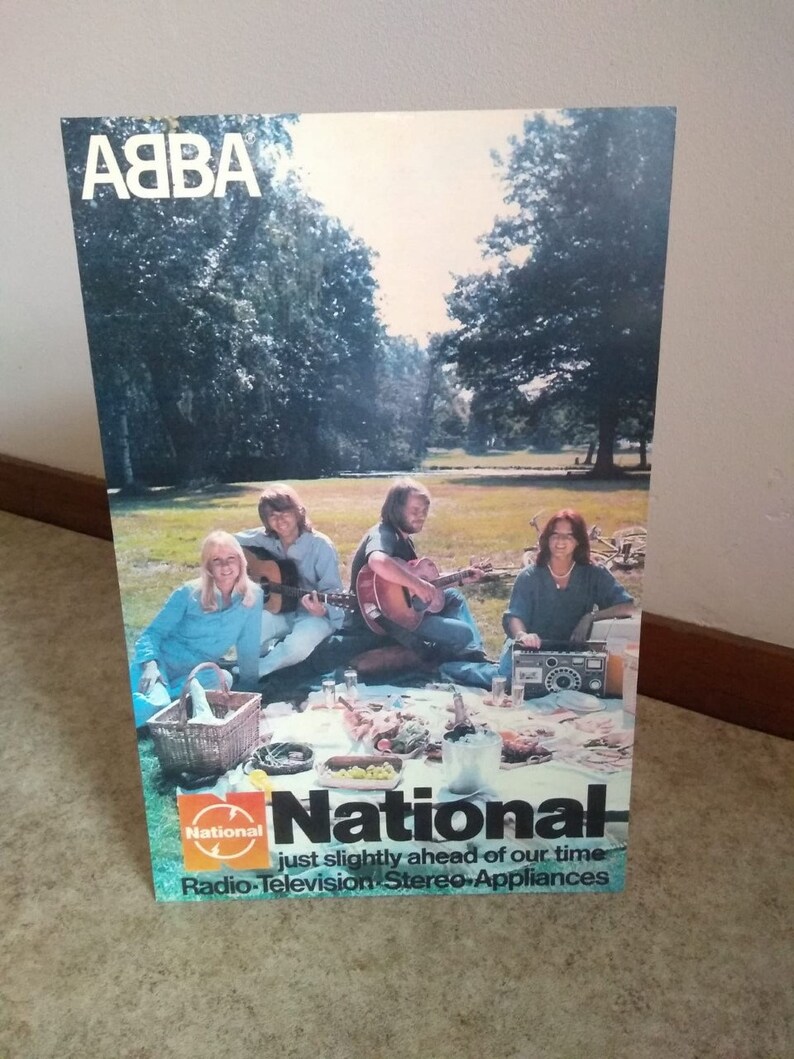 ABBA®
National
National
just slightly ahead of our time
Radio•Television•Stereo•Appliances